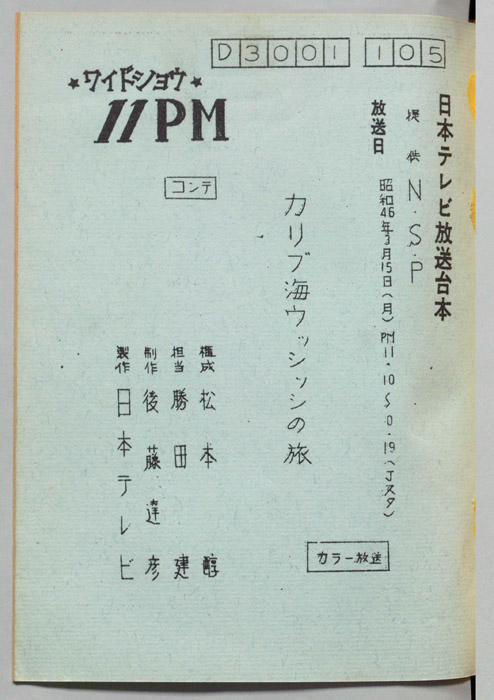 D3001 105
日本テレビ放送台本
提供 N.S.P
放送日 昭和46年3月15日(月)PM11・10〜0・19(Jスタ)
★ワイドショウ★
11PM
コンテ
カリブ海ウッシッシの旅
構成 松本 醇
担当 勝田 建
制作 後藤達彦
製作 日本テレビ
カラー放送